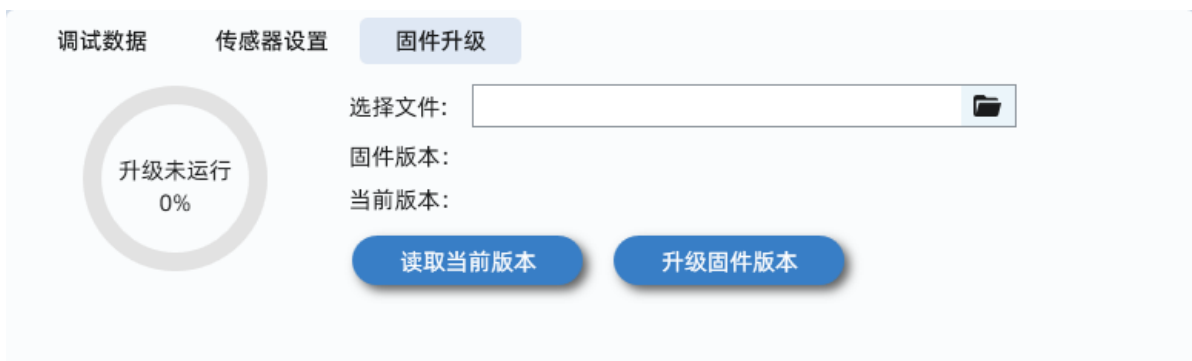 调试数据 传感器设置 固件升级
选择文件:
升级未运行
0%
固件版本:
当前版本:
读取当前版本 升级固件版本